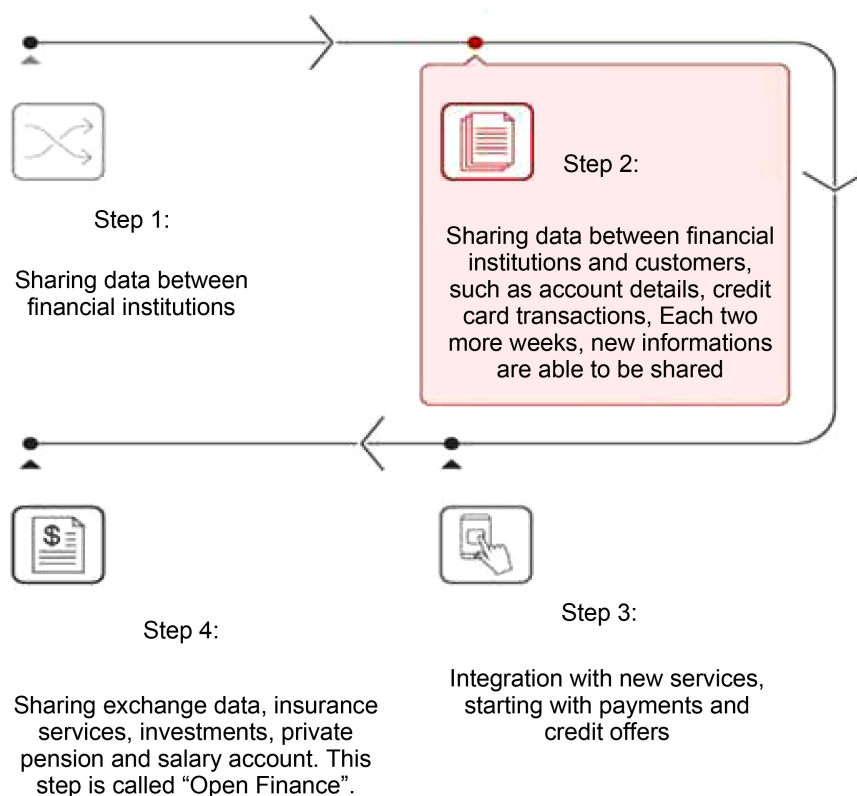 Step 1:
Sharing data between
financial institutions
Step 2:
Sharing data between financial
institutions and customers,
such as account details, credit
card transactions, Each two
more weeks, new informations
are able to be shared
Step 3:
Integration with new services,
starting with payments and
credit offers
$
Step 4:
Sharing exchange data, insurance
services, investments, private
pension and salary account. This
step is called “Open Finance”.